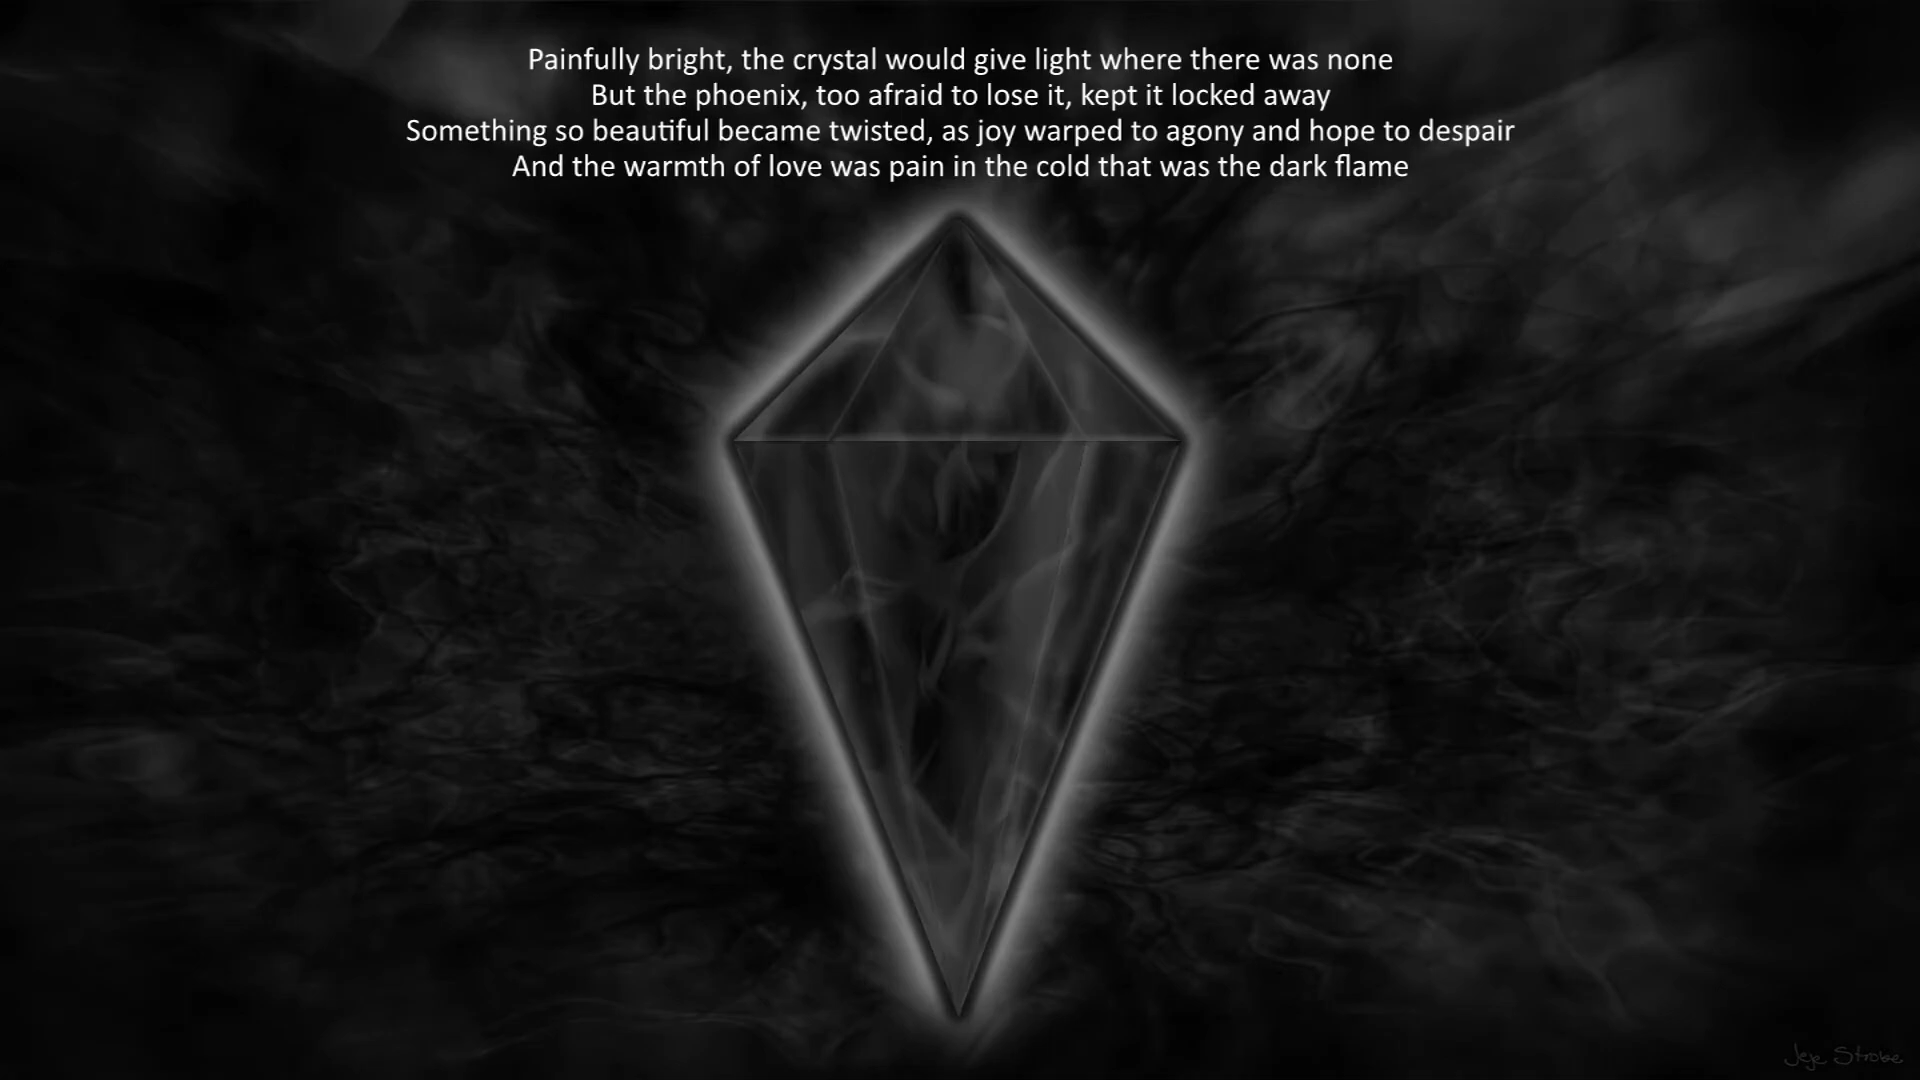 Painfully bright, the crystal would give light where there was none
But the phoenix, too afraid to lose it, kept it locked away
Something so beautiful became twisted, as joy warped to agony and hope to despair
And the warmth of love was pain in the cold that was the dark flame
Jeje Strobe